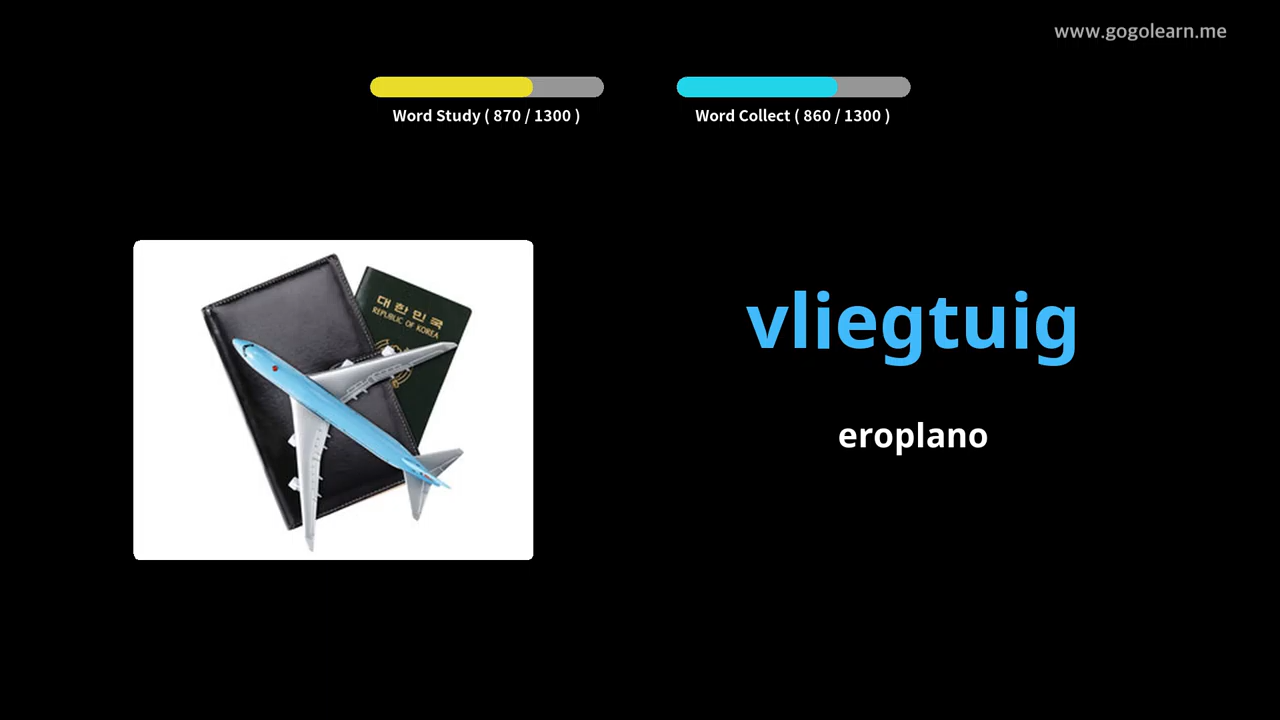 www.gogolearn.me
Word Study ( 870 / 1300 )
Word Collect ( 860 / 1300 )
대한민국
REPUBLIC OF KOREA
vliegtuig
eroplano